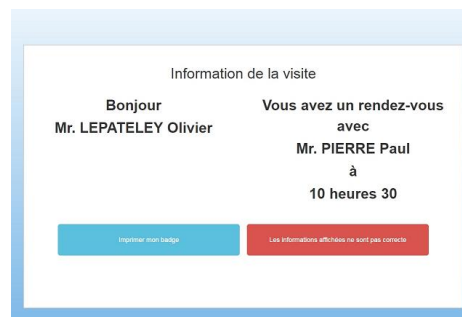 Information de la visite
Bonjour
Mr. LEPATELEY Olivier
Vous avez un rendez-vous
avec
Mr. PIERRE Paul
à
10 heures 30
Imprimer mon badge
Les informations affichées ne sont pas correcte